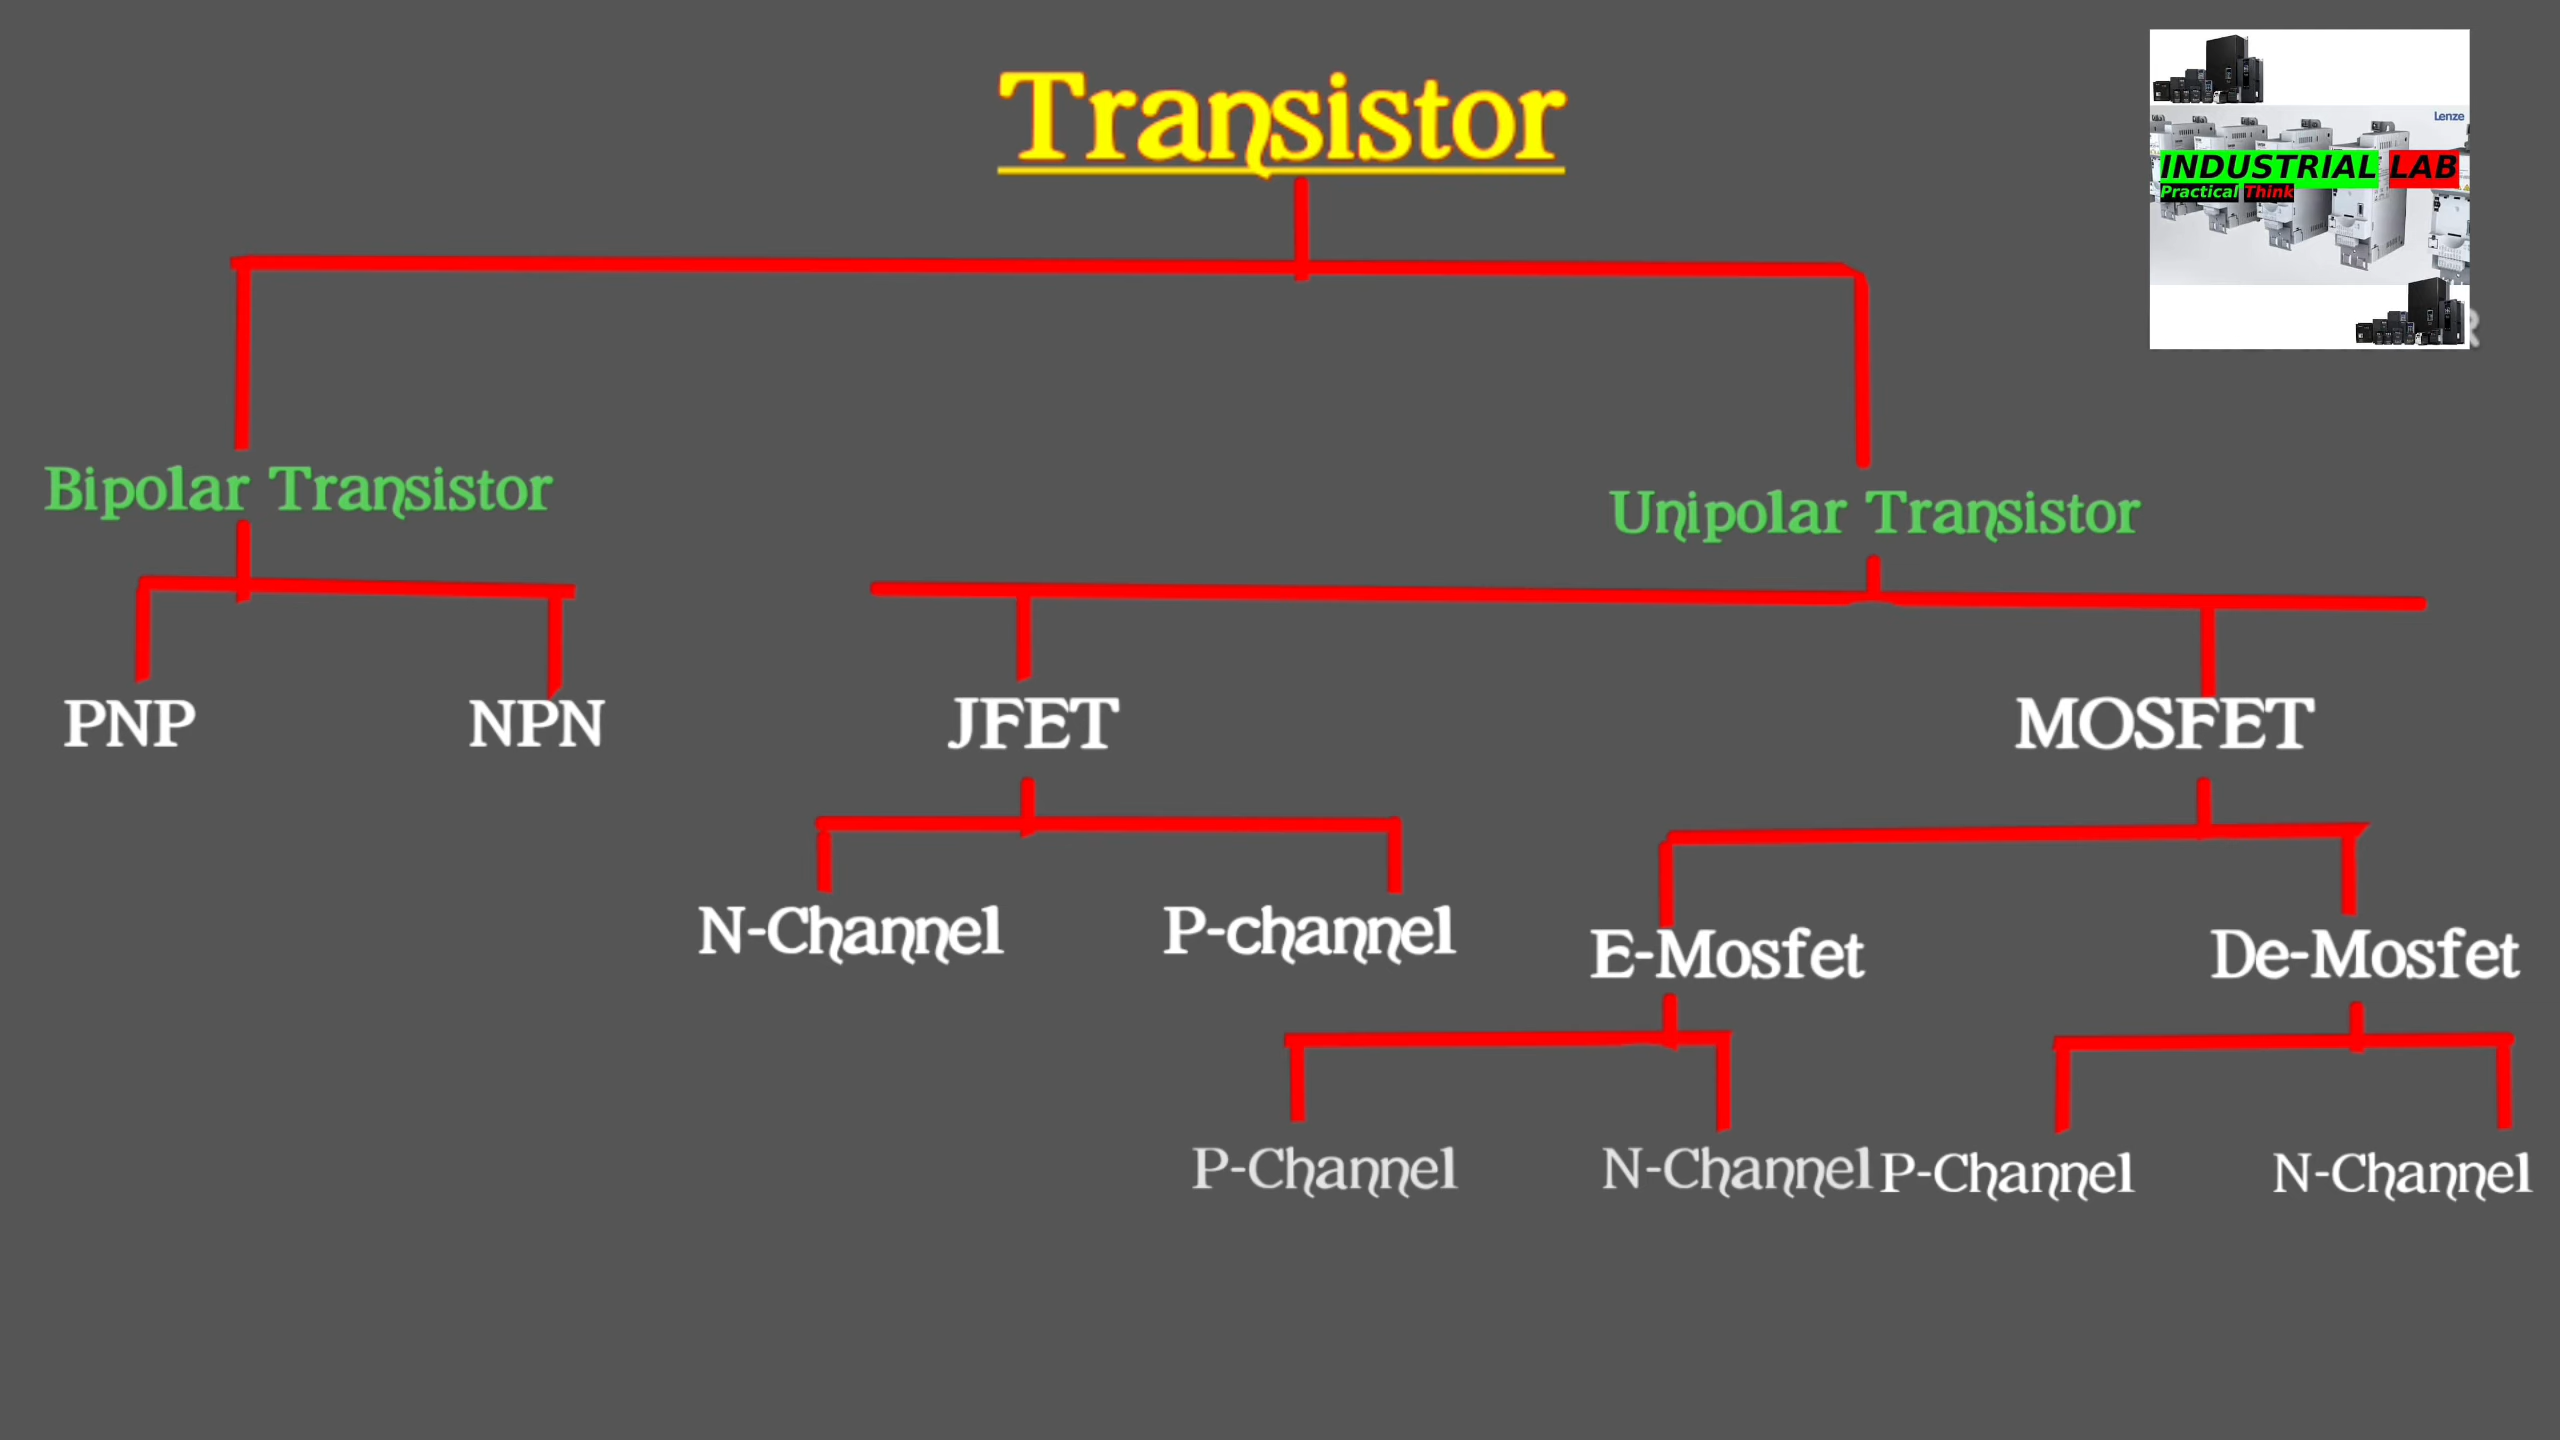 Transistor
Lenze
INDUSTRIAL LAB
Practical Think
R
Bipolar Transistor
Unipolar Transistor
PNP
NPN
JFET
MOSFET
N-Channel
P-channel
E-Mosfet
De-Mosfet
P-Channel
N-Channel
P-Channel
N-Channel